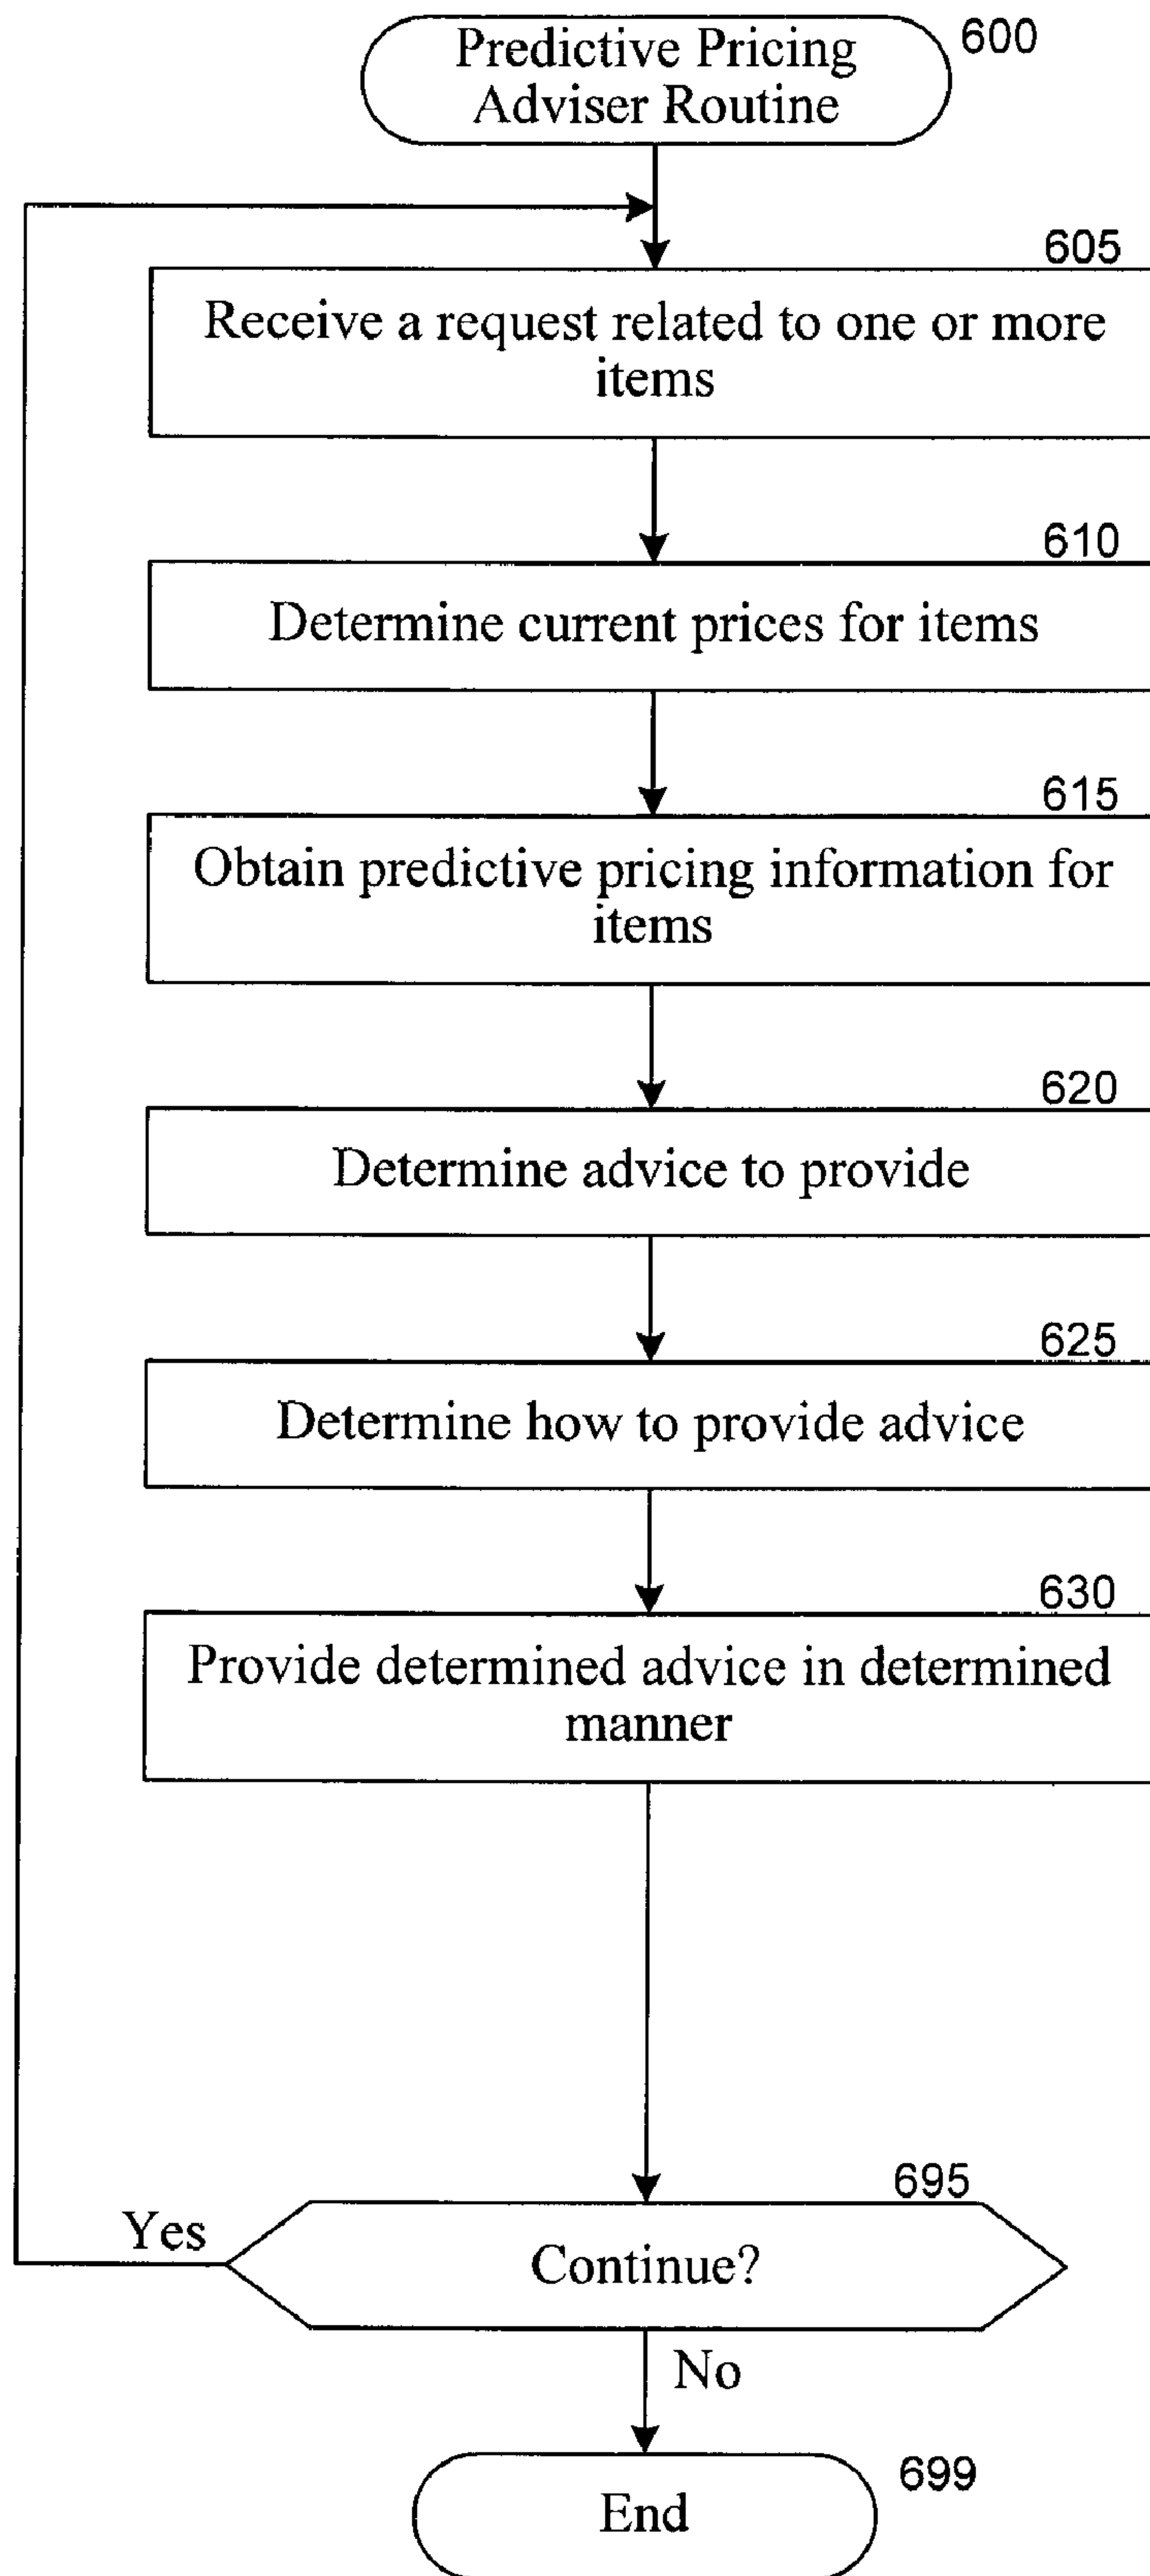 Predictive Pricing
Adviser Routine
600
605
Receive a request related to one or more
items
610
Determine current prices for items
615
Obtain predictive pricing information for
items
620
Determine advice to provide
625
Determine how to provide advice
630
Provide determined advice in determined
manner
695
Yes
Continue?
No
699
End